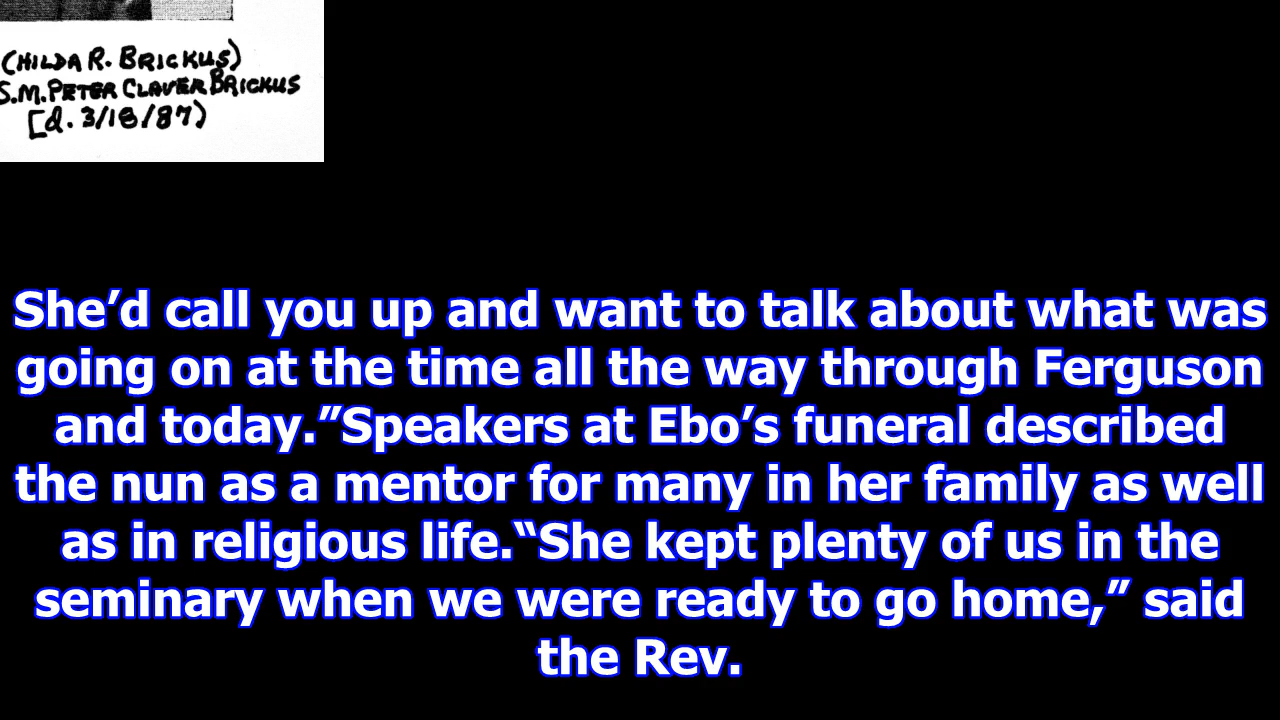 (HILDA R. BRICKUS)
S.M. PETER CLAVER BRICKUS
[d. 3/18/87)
She’d call you up and want to talk about what was
going on at the time all the way through Ferguson
and today.”Speakers at Ebo’s funeral described
the nun as a mentor for many in her family as well
as in religious life.“She kept plenty of us in the
seminary when we were ready to go home,” said
the Rev.